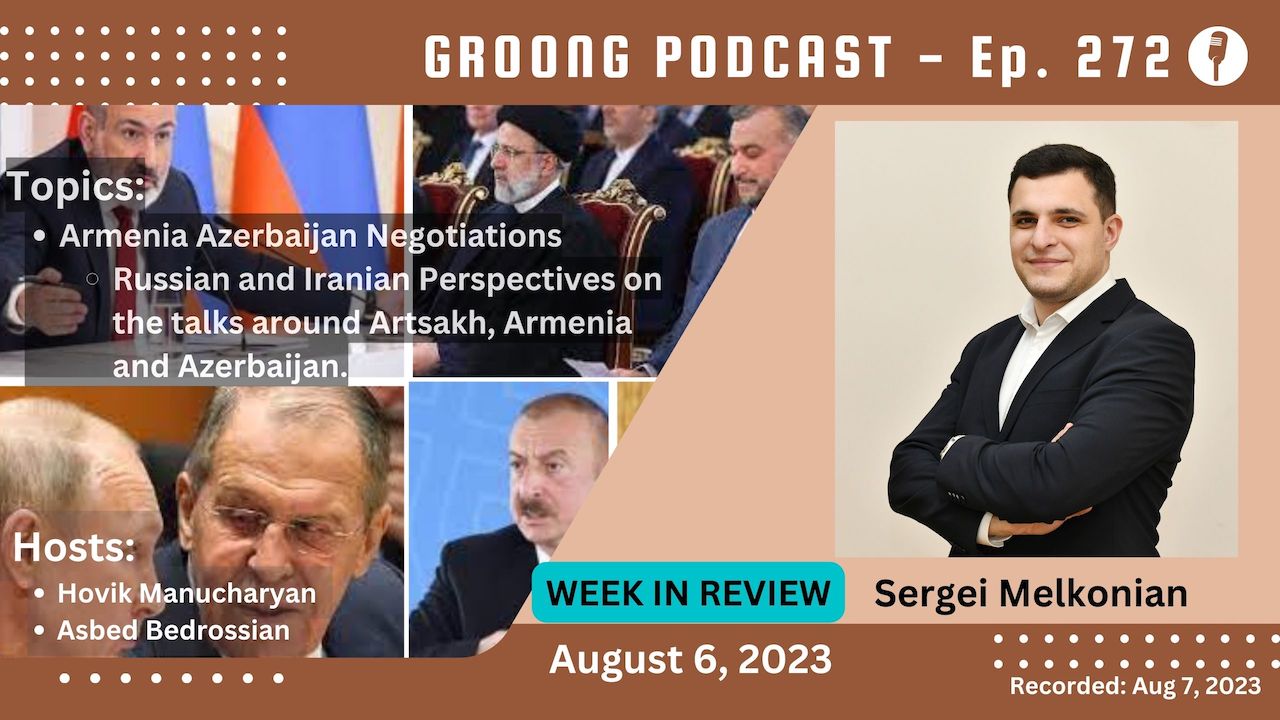 GROONG PODCAST - Ep. 272
Topics:
• Armenia Azerbaijan Negotiations
○ Russian and Iranian Perspectives on
the talks around Artsakh, Armenia
and Azerbaijan.
Hosts:
• Hovik Manucharyan
• Asbed Bedrossian
WEEK IN REVIEW
Sergei Melkonian
August 6, 2023
Recorded: Aug 7, 2023